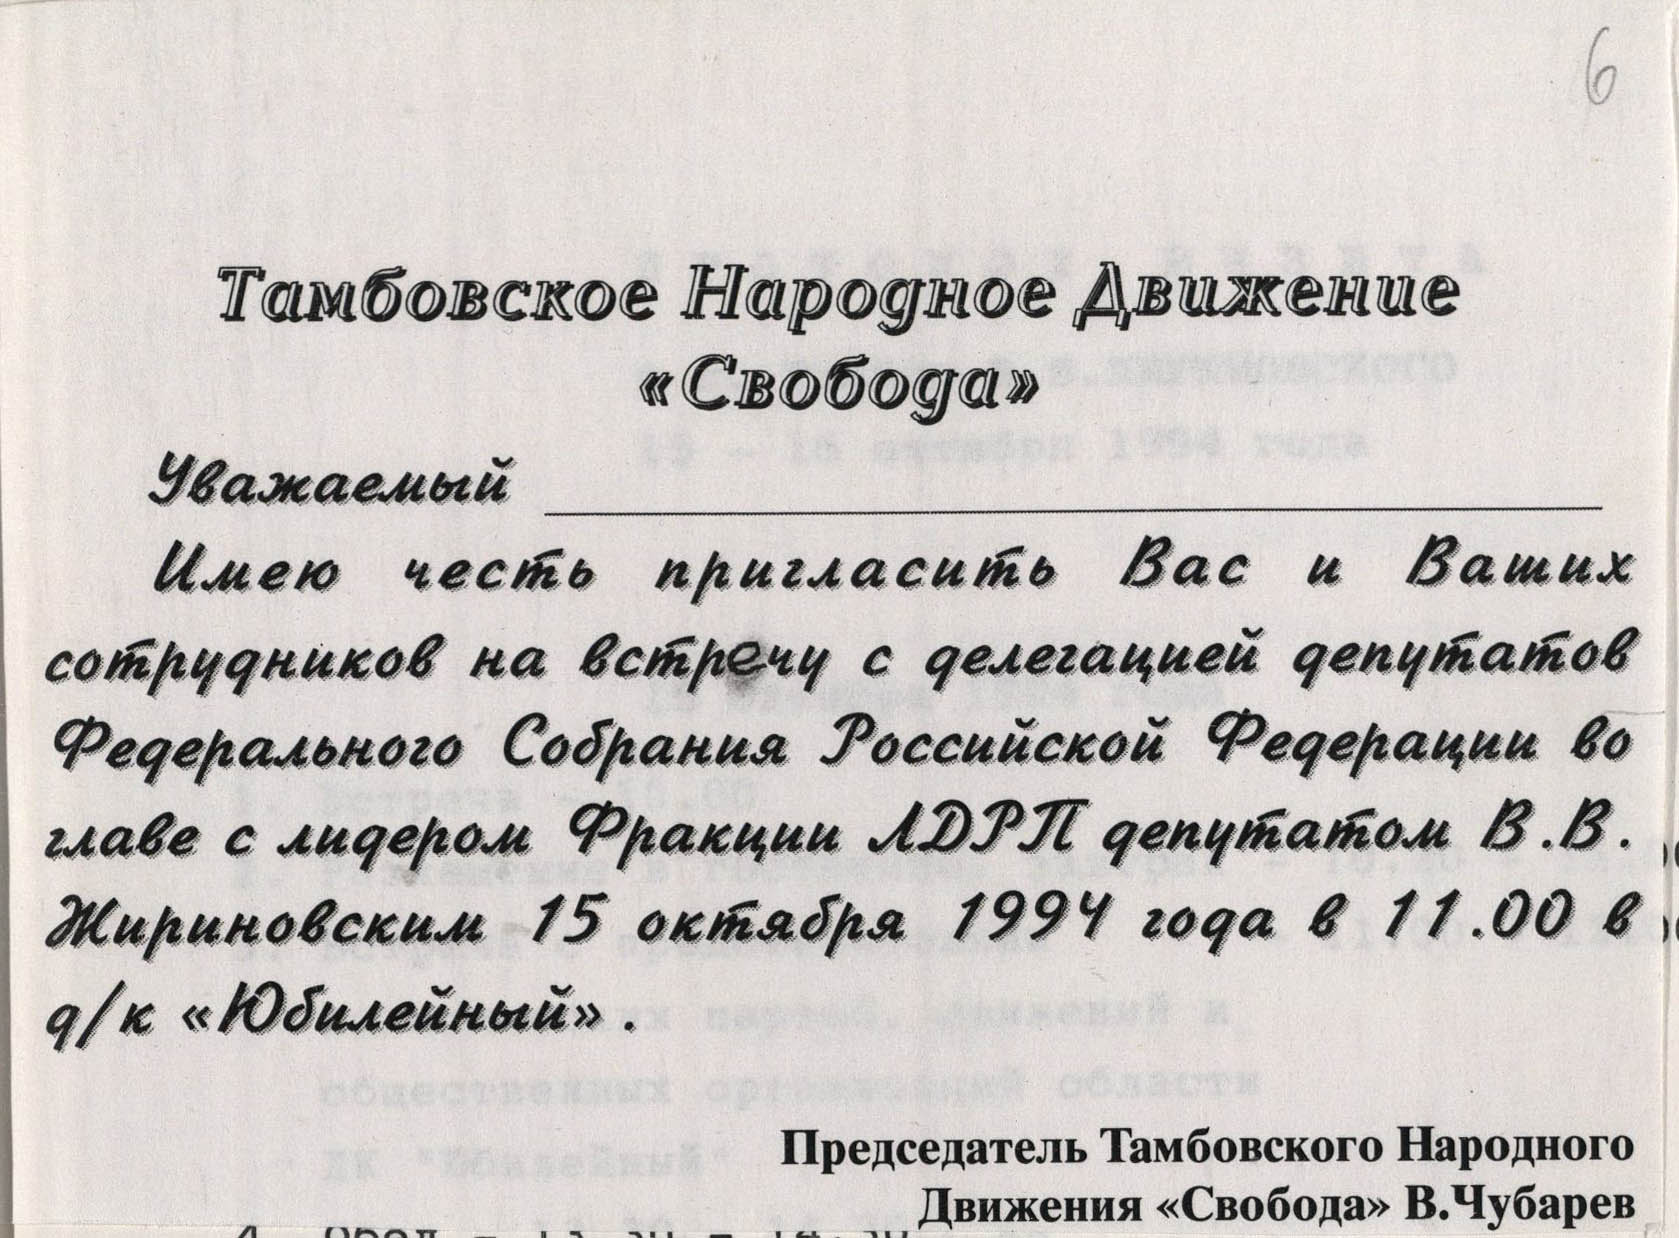 6
Тамбовское Народное Движение
«Свобода»
Уважаемый
Имею честь пригласить Вас и Ваших
сотрудников на встречу с делегацией депутатов
Федерального Собрания Российской Федерации во
главе с лидером Фракции ЛДРП депутатом В.В.
Жириновским 15 октября 1994 года в 11.00 в
д/к «Юбилейный».
Председатель Тамбовского Народного
Движения «Свобода» В.Чубарев